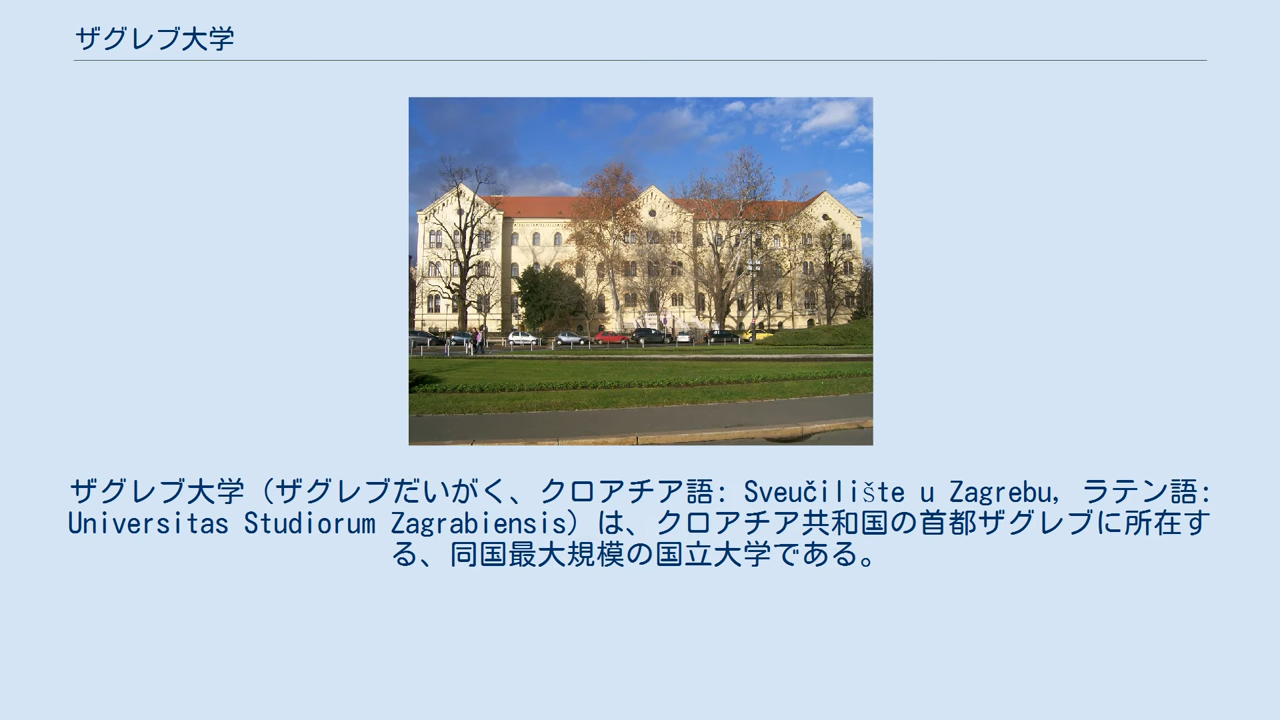 ザグレブ大学
ザグレブ大学（ザグレブだいがく、クロアチア語: Sveučilište u Zagrebu, ラテン語:
Universitas Studiorum Zagrabiensis）は、クロアチア共和国の首都ザグレブに所在す
る、同国最大規模の国立大学である。